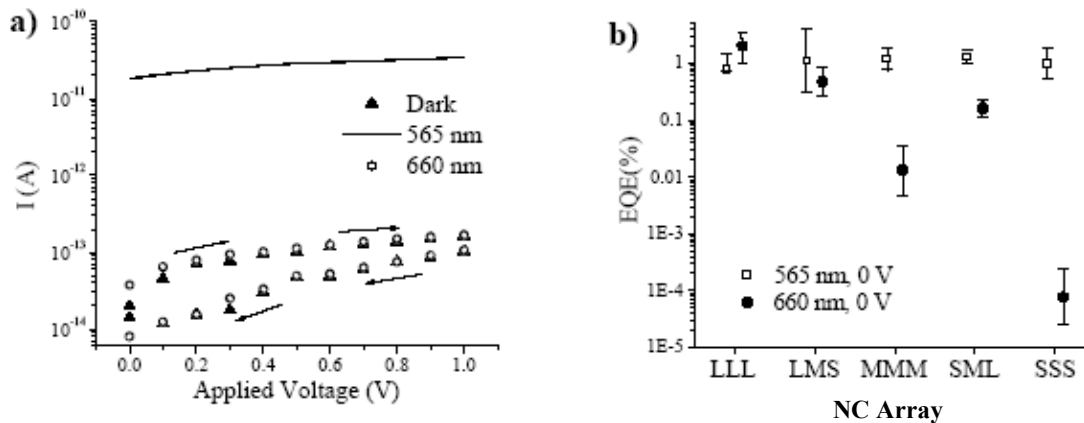 a)
I (A)
10⁻¹⁰
10⁻¹¹
10⁻¹²
10⁻¹³
10⁻¹⁴
Dark
565 nm
660 nm
0.0 0.2 0.4 0.6 0.8 1.0
Applied Voltage (V)
b)
EQE(%)
1
0.1
0.01
1E-3
1E-4
1E-5
565 nm, 0 V
660 nm, 0 V
LLL LMS MMM SML SSS
NC Array